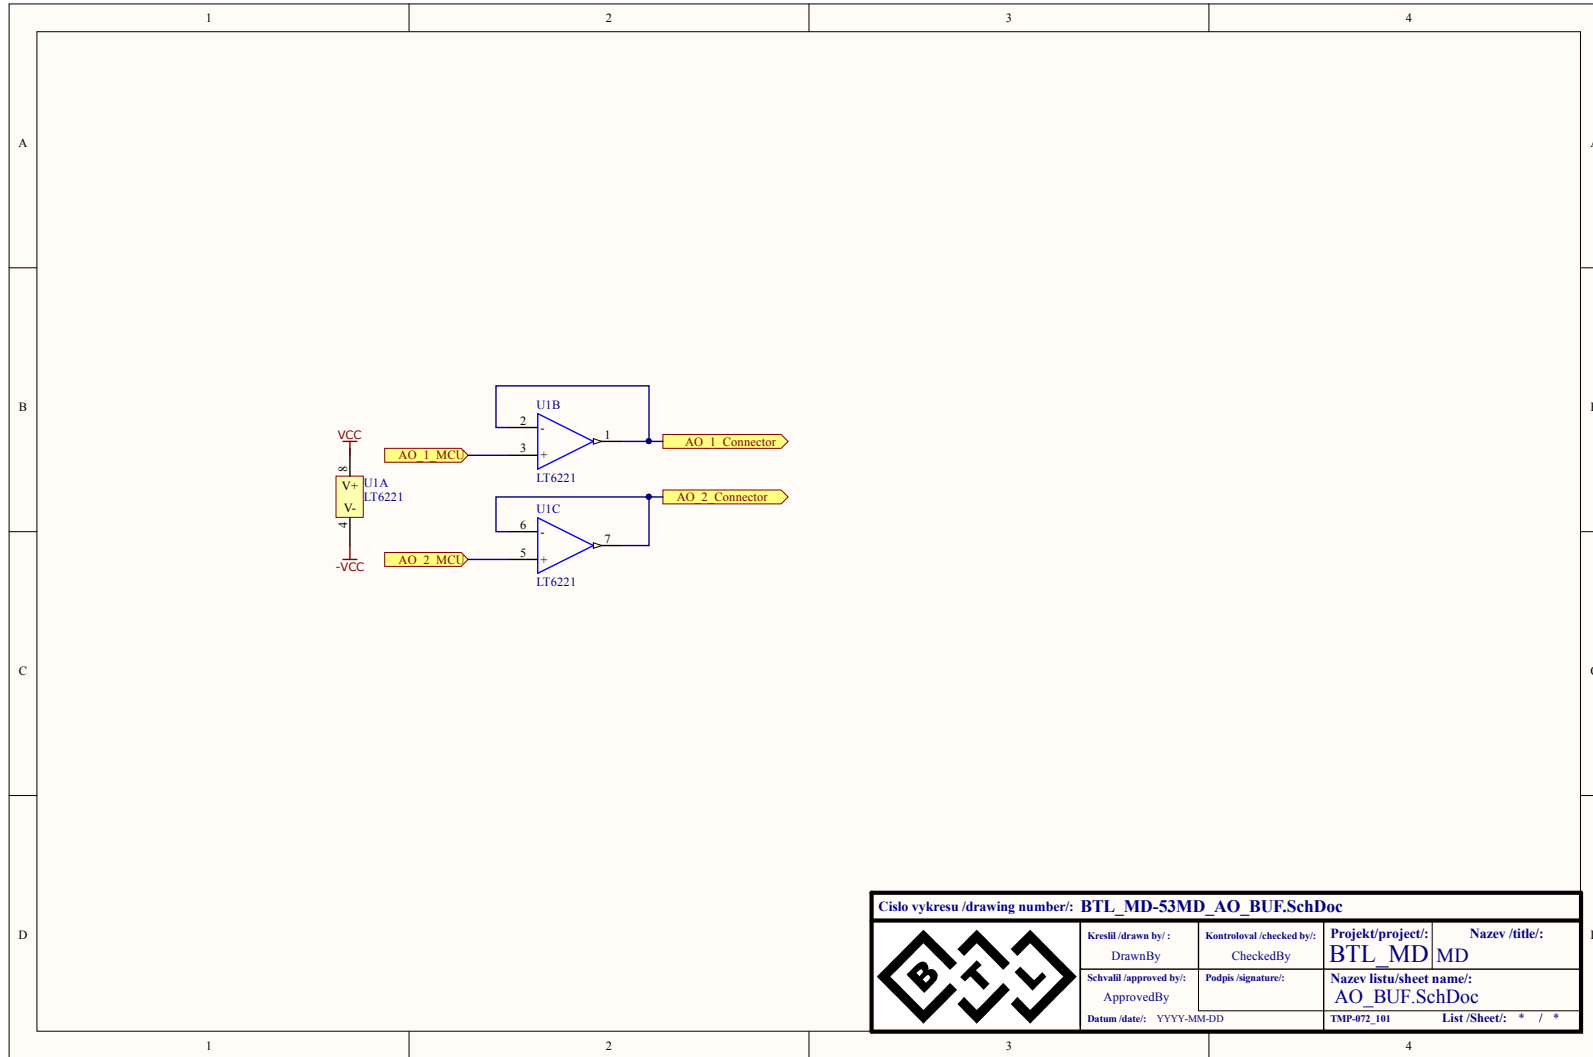 1 2 3 4
A A
B
C
D
VCC
8
V+ U1A
LT6221
V-
4
-VCC
AO_1_MCU
U1B
2
-
3
+
1
LT6221
AO_1_Connector
AO_2_MCU
U1C
6
-
5
+
7
LT6221
AO_2_Connector
Cislo vykresu /drawing number/: BTL_MD-53MD_AO_BUF.SchDoc
BTL
Kreslil /drawn by/ :
DrawnBy
Kontroloval /checked by/:
CheckedBy
Projekt/project/:
BTL_MD
Nazev /title/:
MD
Schvalil /approved by/:
ApprovedBy
Podpis /signature/:
Nazev listu/sheet name/:
AO_BUF.SchDoc
Datum /date/: YYYY-MM-DD
TMP-072_101
List /Sheet/: * / *
1 2 3 4